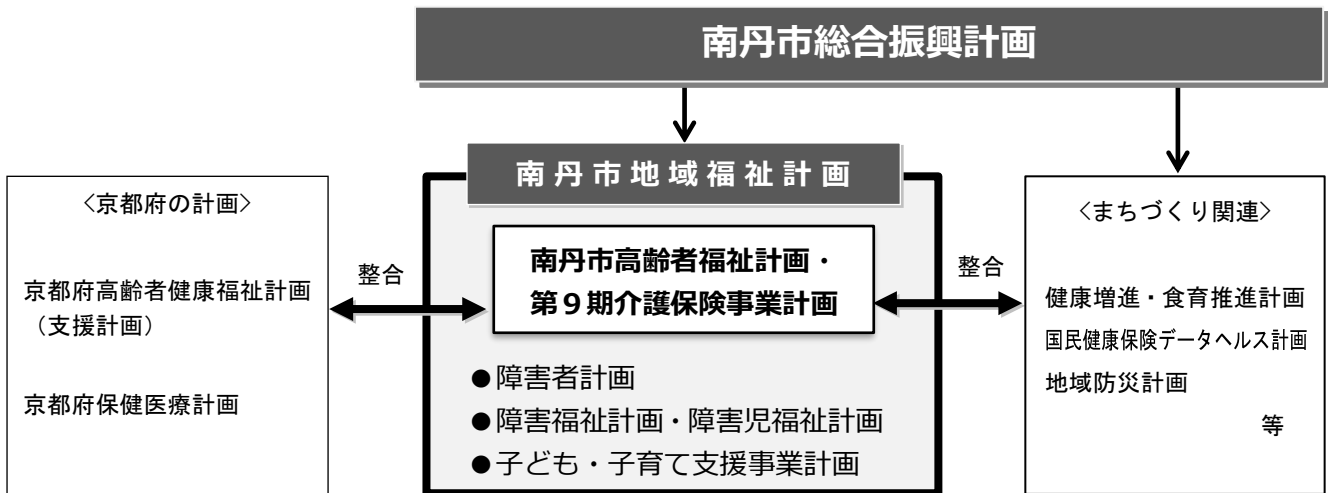 南丹市総合振興計画
南丹市地域福祉計画
〈京都府の計画〉
京都府高齢者健康福祉計画
（支援計画）
京都府保健医療計画
整合
南丹市高齢者福祉計画・
第９期介護保険事業計画
●障害者計画
●障害福祉計画・障害児福祉計画
●子ども・子育て支援事業計画
整合
〈まちづくり関連〉
健康増進・食育推進計画
国民健康保険データヘルス計画
地域防災計画
等